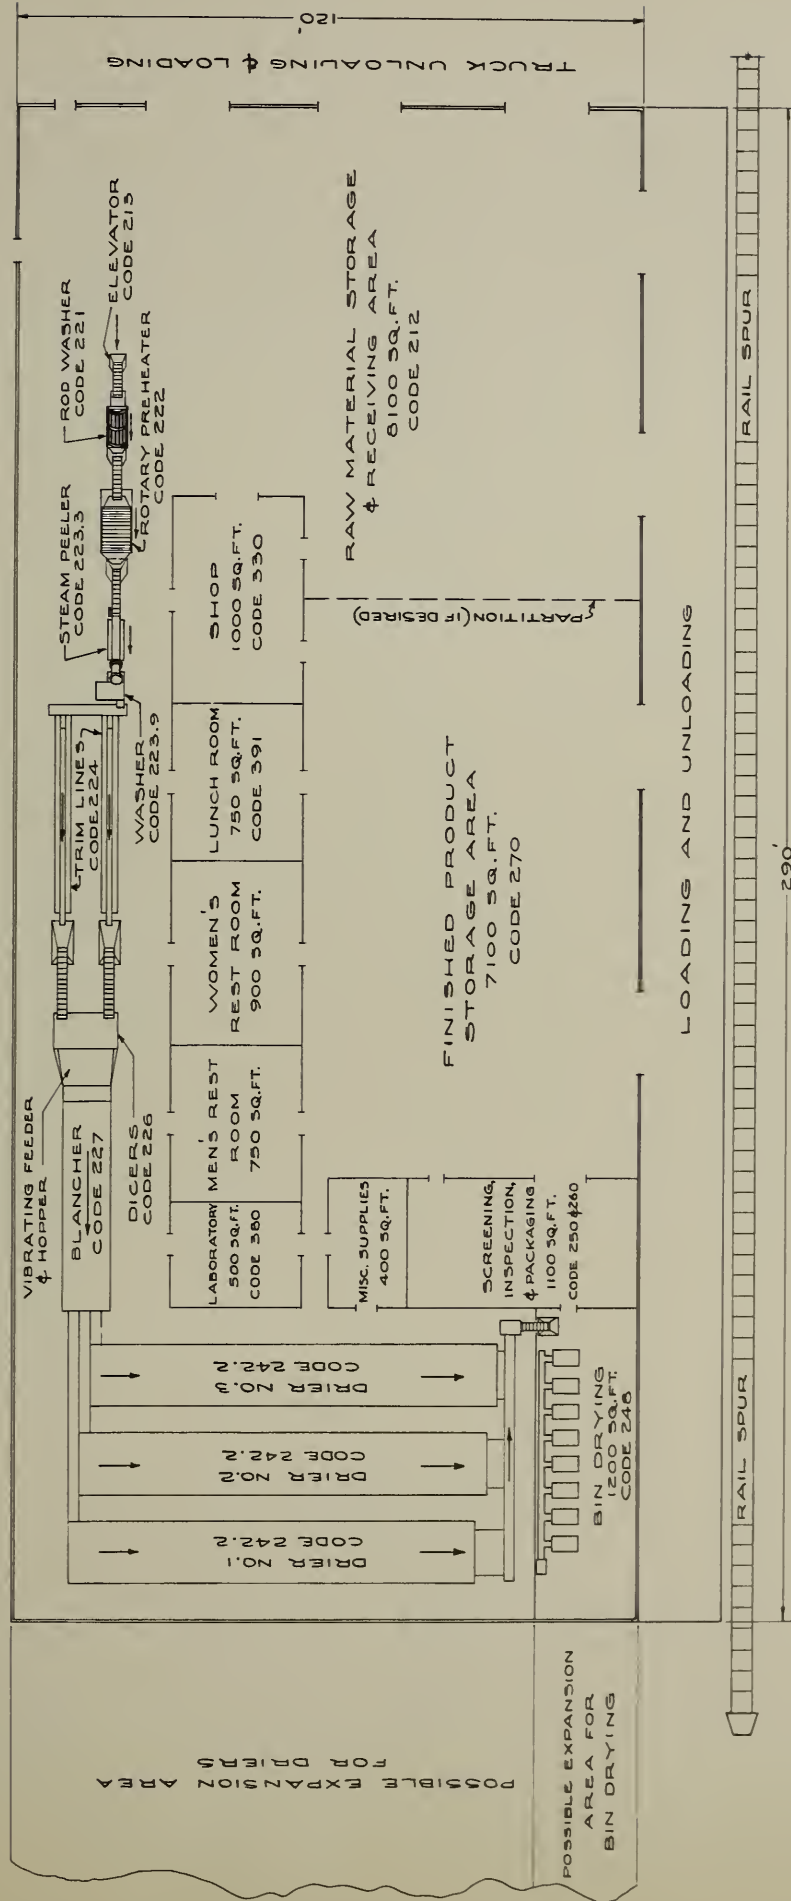 120'
TRUCK UNLOADING & LOADING
ELEVATOR
CODE 213
ROD WASHER
CODE 221
ROTARY PREHEATER
CODE 222
STEAM PEELER
CODE 223.3
WASHER
CODE 223.9
TRIM LINES
CODE 224
DICERS
CODE 226
VIBRATING FEEDER
& HOPPER
BLANCHER
CODE 227
RAW MATERIAL STORAGE
& RECEIVING AREA
8100 SQ.FT.
CODE 212
SHOP
1000 SQ.FT.
CODE 330
PARTITION (IF DESIRED)
LUNCH ROOM
750 SQ.FT.
CODE 391
WOMEN'S
REST ROOM
900 SQ.FT.
MEN'S REST
ROOM
750 SQ.FT.
LABORATORY
500 SQ.FT.
CODE 380
FINISHED PRODUCT
STORAGE AREA
7100 SQ.FT.
CODE 270
MISC. SUPPLIES
400 SQ.FT.
SCREENING,
INSPECTION,
& PACKAGING
1100 SQ.FT.
CODE 250 & 260
DRIER NO.3
CODE 242.2
DRIER NO.2
CODE 242.2
DRIER NO.1
CODE 242.2
BIN DRYING
1200 SQ.FT.
CODE 248
LOADING AND UNLOADING
RAIL SPUR
RAIL SPUR
290'
POSSIBLE EXPANSION AREA
FOR DRIERS
POSSIBLE EXPANSION
AREA FOR
BIN DRYING